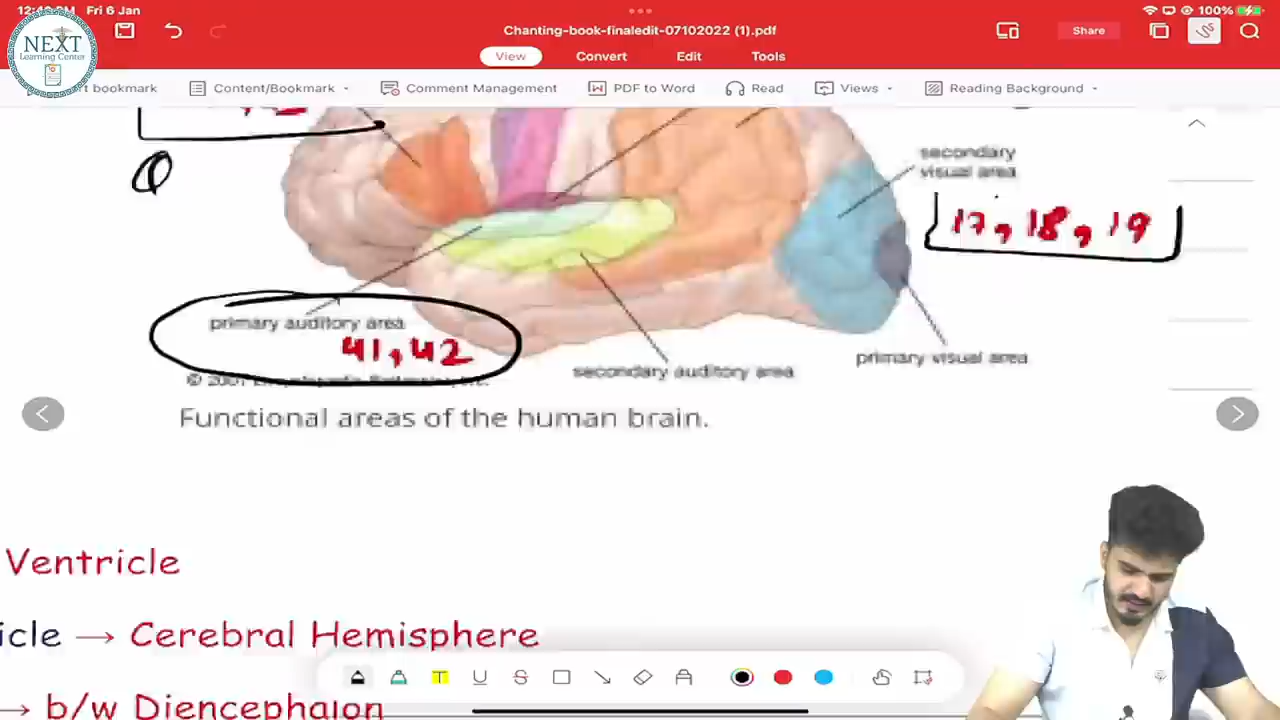 12:49 PM Fri 6 Jan
100%
NEXT
Learning Center
Chanting-book-finaledit-07102022 (1).pdf
Share
View Convert Edit Tools
bookmark Content/Bookmark Comment Management PDF to Word Read Views Reading Background
secondary
visual area
17, 18, 19
primary auditory area
41, 42
secondary auditory area
primary visual area
Functional areas of the human brain.
Ventricle
icle → Cerebral Hemisphere
→ b/w Diencephalon